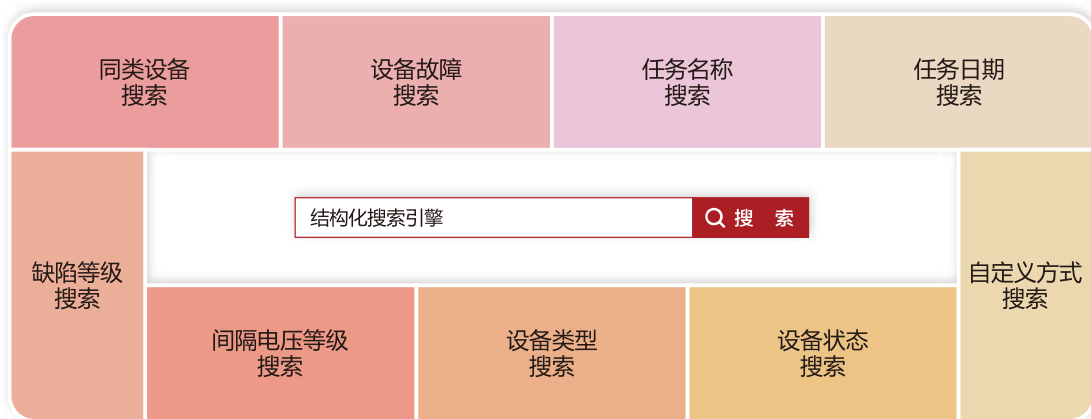 同类设备
搜索
设备故障
搜索
任务名称
搜索
任务日期
搜索
缺陷等级
搜索
结构化搜索引擎
搜 索
自定义方式
搜索
间隔电压等级
搜索
设备类型
搜索
设备状态
搜索